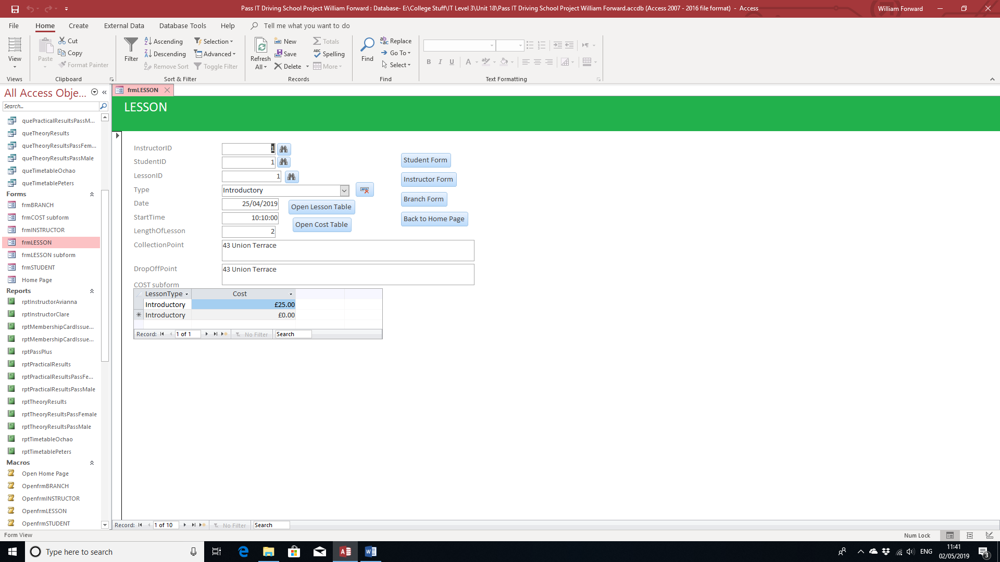 Pass IT Driving School Project William Forward : Database- E:\College Stuff\IT Level 3\Unit 18\Pass IT Driving School Project William Forward.accdb (Access 2007 - 2016 file format) - Access
William Forward
File Home Create External Data Database Tools Help Tell me what you want to do
View
Views
Paste
Cut
Copy
Format Painter
Clipboard
Filter
Ascending
Descending
Remove Sort
Selection
Advanced
Toggle Filter
Sort & Filter
Refresh
All
New
Save
Delete
Totals
Spelling
More
Records
Find
Replace
Go To
Select
Find
B I U A
Text Formatting
All Access Obje...
Search...
quePracticalResultsPassM...
queTheoryResults
queTheoryResultsPassFem...
queTheoryResultsPassMale
queTimetableOchao
queTimetablePeters
Forms
frmBRANCH
frmCOST subform
frmINSTRUCTOR
frmLESSON
frmLESSON subform
frmSTUDENT
Home Page
Reports
rptInstructorAvianna
rptInstructorClare
rptMembershipCardIssue...
rptMembershipCardIssue...
rptPassPlus
rptPracticalResults
rptPracticalResultsPassFe...
rptPracticalResultsPassMale
rptTheoryResults
rptTheoryResultsPassFemale
rptTheoryResultsPassMale
rptTimetableOchao
rptTimetablePeters
Macros
Open Home Page
OpenfrmBRANCH
OpenfrmINSTRUCTOR
OpenfrmLESSON
OpenfrmSTUDENT
frmLESSON
LESSON
InstructorID 1
StudentID 1
LessonID 1
Type Introductory
Date 25/04/2019
StartTime 10:10:00
LengthOfLesson 2
CollectionPoint 43 Union Terrace
DropOffPoint 43 Union Terrace
Open Lesson Table
Open Cost Table
Student Form
Instructor Form
Branch Form
Back to Home Page
COST subform
LessonType Cost
Introductory £25.00
Introductory £0.00
Record: 1 of 1 No Filter Search
Record: 1 of 10 No Filter Search
Form View
Num Lock
Type here to search
ENG
11:41
02/05/2019
3